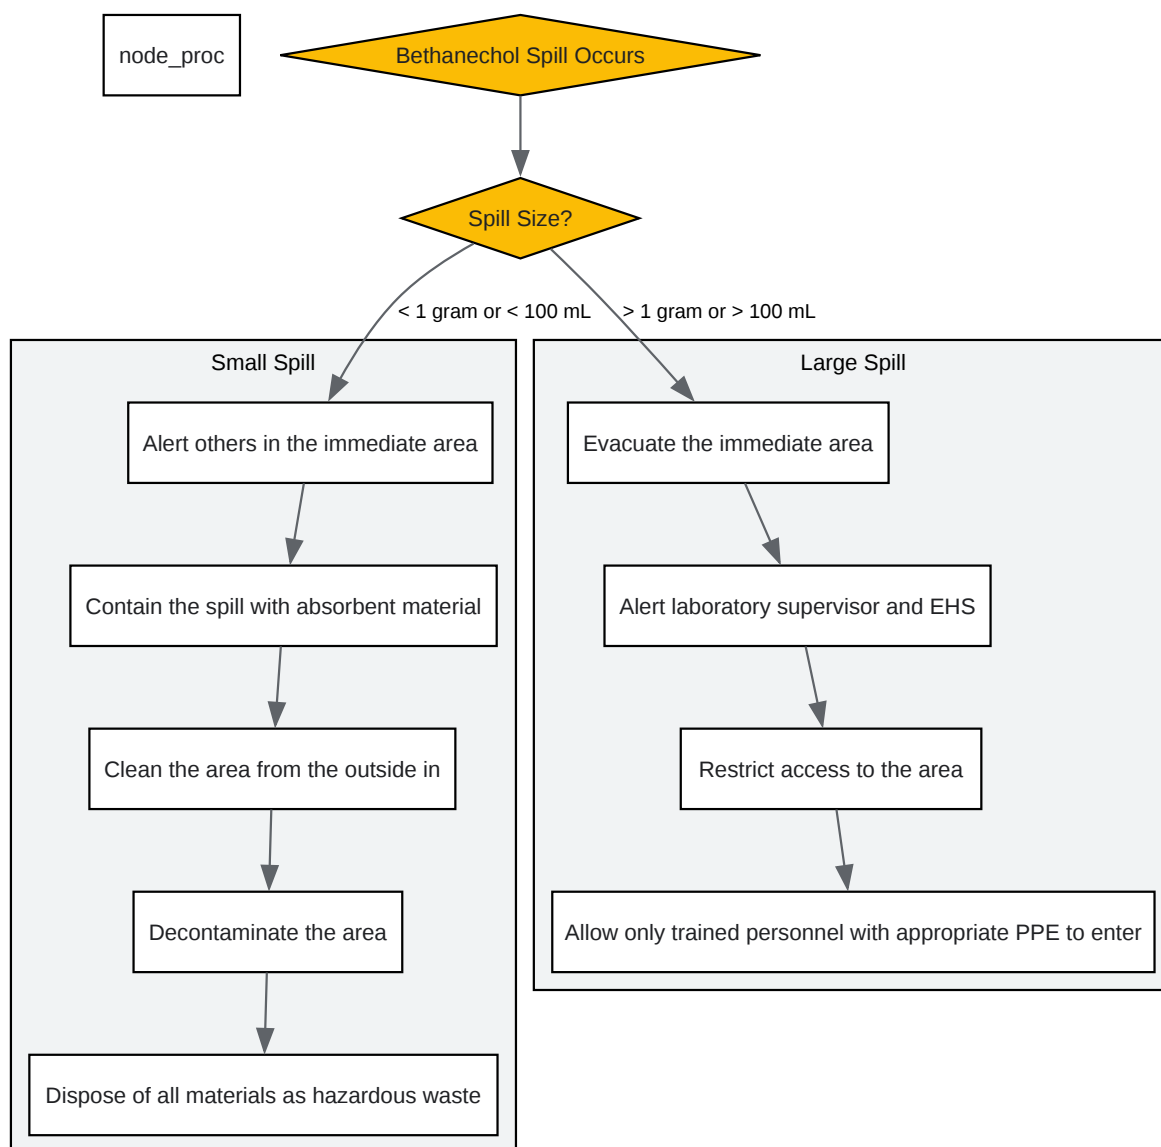 node_proc
Bethanechol Spill Occurs
Spill Size?
< 1 gram or < 100 mL
> 1 gram or > 100 mL
Small Spill
Alert others in the immediate area
Contain the spill with absorbent material
Clean the area from the outside in
Decontaminate the area
Dispose of all materials as hazardous waste
Large Spill
Evacuate the immediate area
Alert laboratory supervisor and EHS
Restrict access to the area
Allow only trained personnel with appropriate PPE to enter